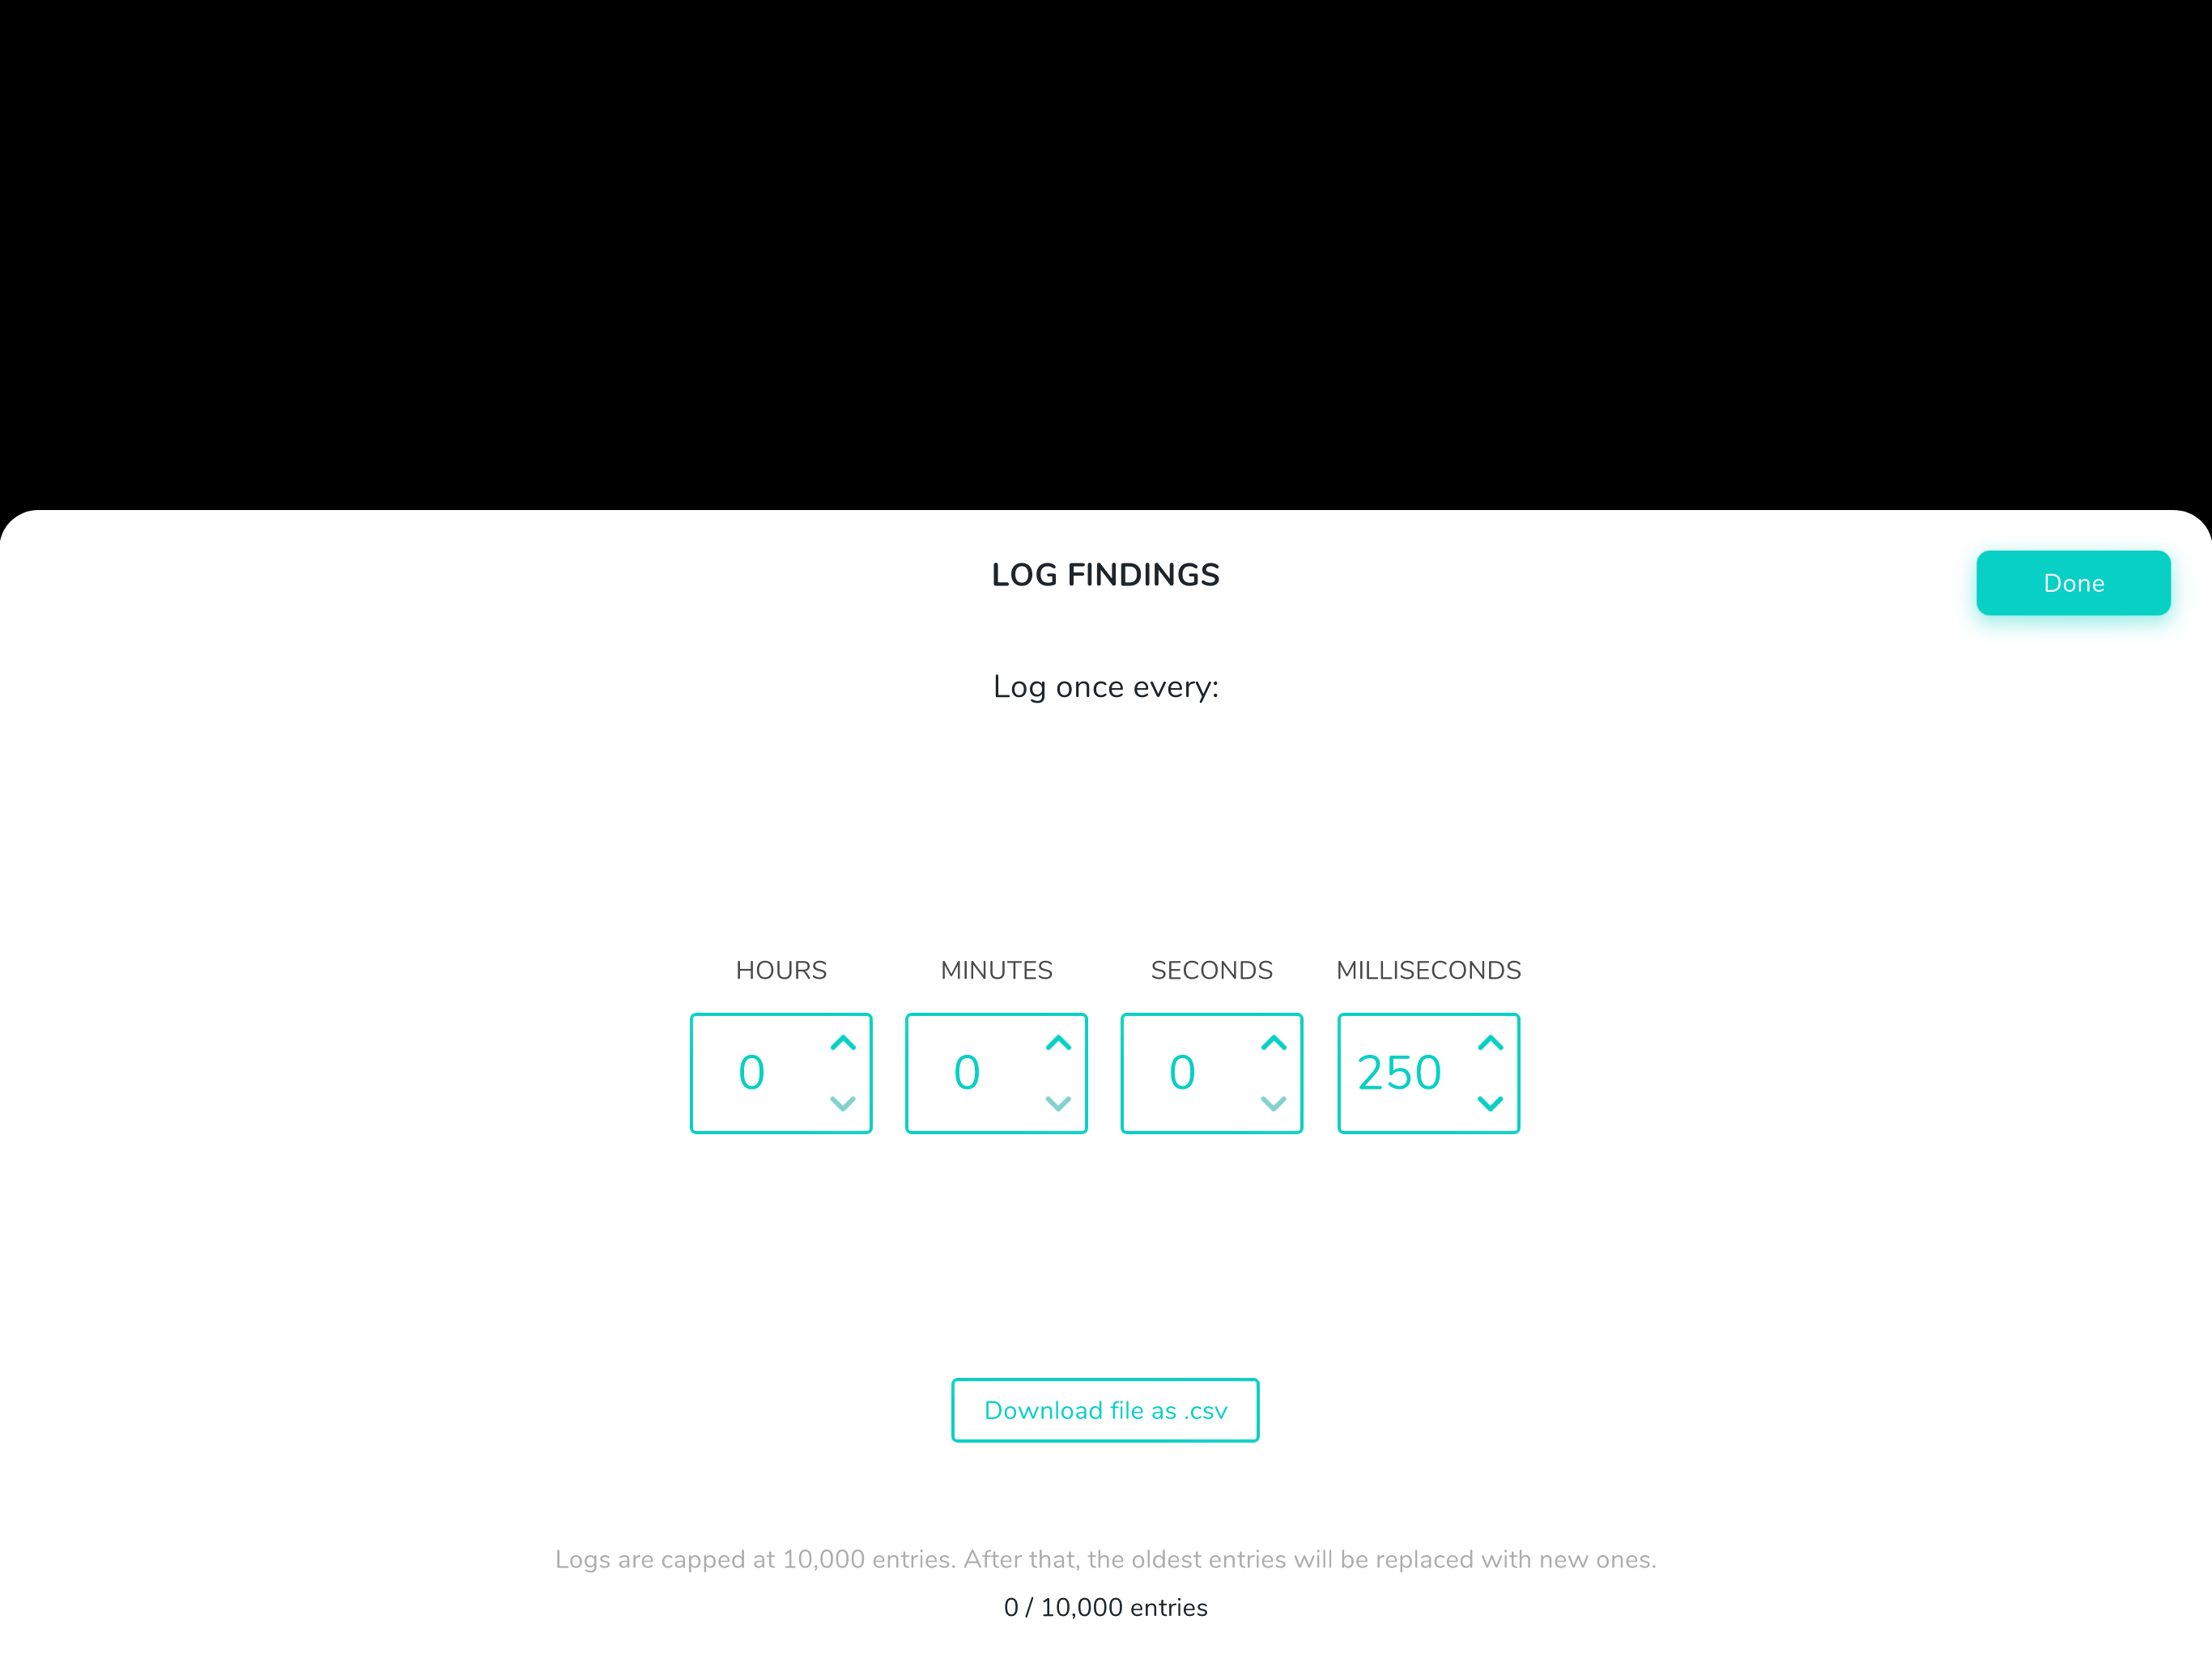 LOG FINDINGS
Done
Log once every:
HOURS MINUTES SECONDS MILLISECONDS
0 0 0 250
Download file as .csv
Logs are capped at 10,000 entries. After that, the oldest entries will be replaced with new ones.
0 / 10,000 entries